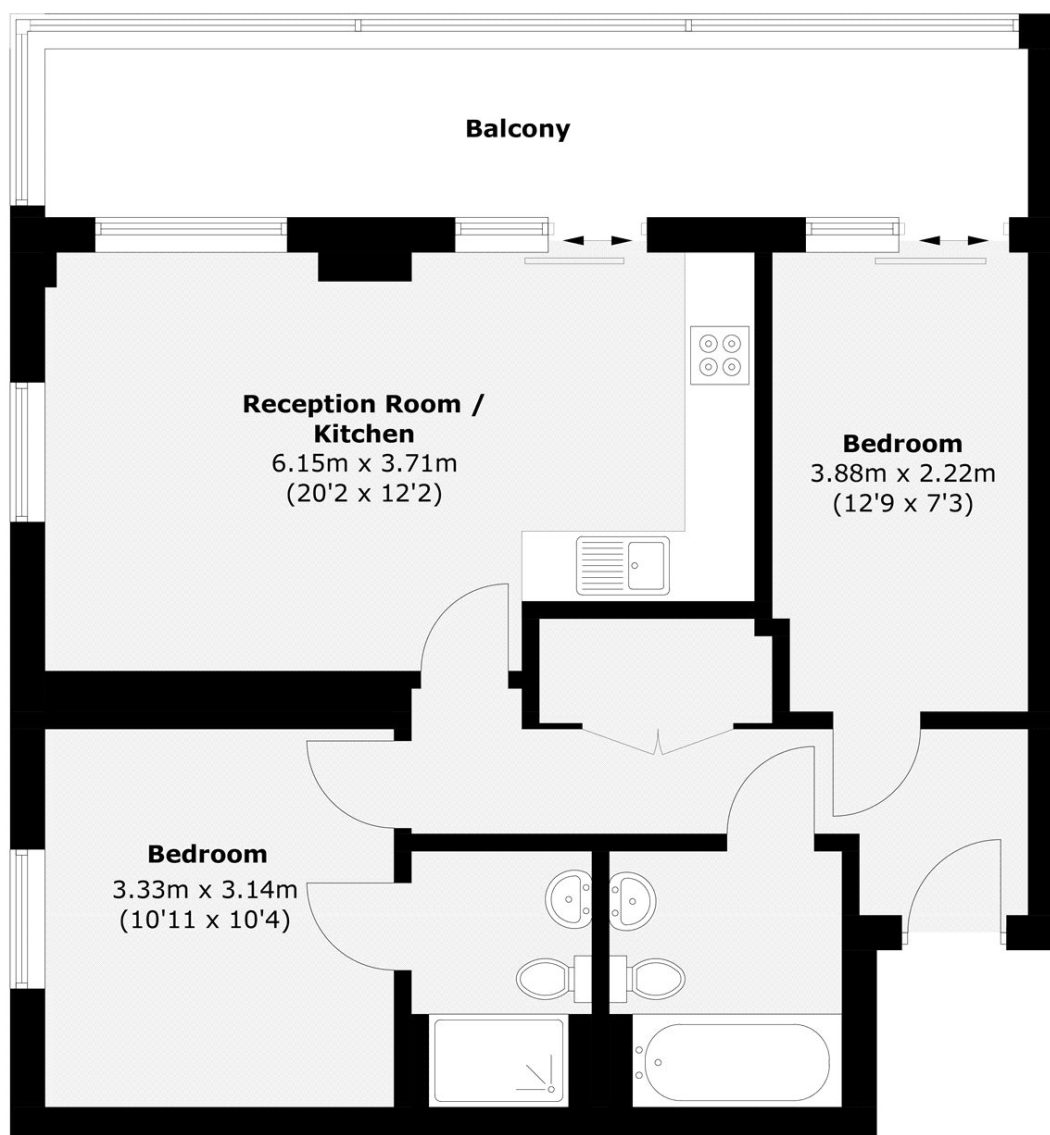 Balcony
Reception Room /
Kitchen
6.15m x 3.71m
(20'2 x 12'2)
Bedroom
3.88m x 2.22m
(12'9 x 7'3)
Bedroom
3.33m x 3.14m
(10'11 x 10'4)